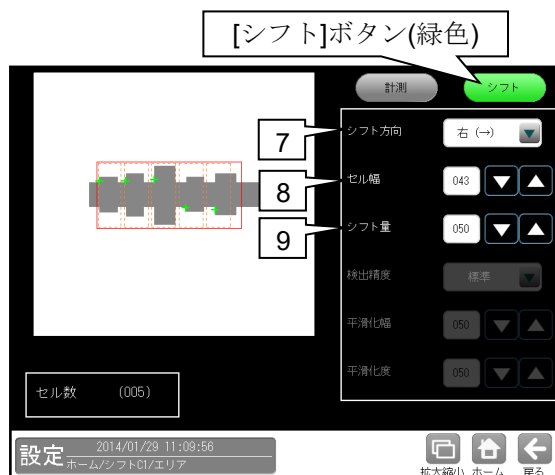 [シフト]ボタン(緑色)
計測
シフト
7
シフト方向
右 (→)
8
セル幅
043
9
シフト量
050
検出精度
標準
平滑化幅
050
平滑化度
050
セル数 (005)
設定
2014/01/29 11:09:56
ホーム/シフトC1/エリア
拡大縮小
ホーム
戻る